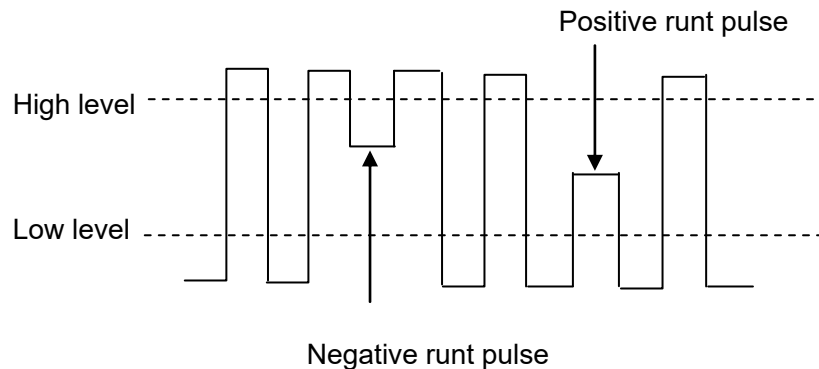 Positive runt pulse
High level
Low level
Negative runt pulse